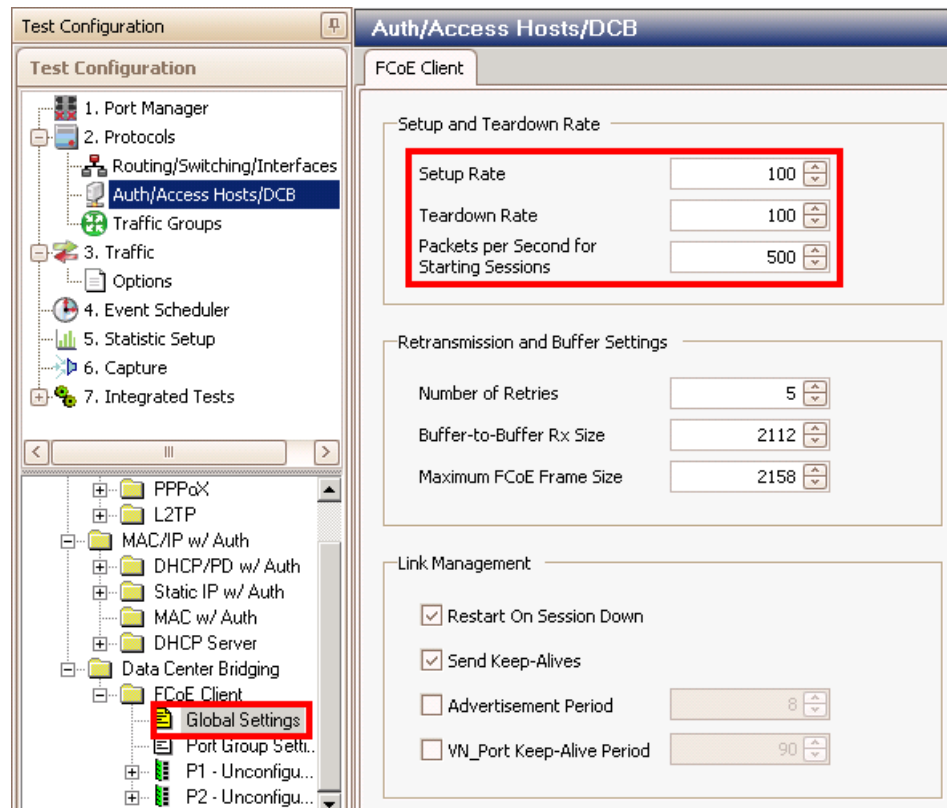 Test Configuration
Test Configuration
1. Port Manager
2. Protocols
Routing/Switching/Interfaces
Auth/Access Hosts/DCB
Traffic Groups
3. Traffic
Options
4. Event Scheduler
5. Statistic Setup
6. Capture
7. Integrated Tests
PPPoX
L2TP
MAC/IP w/ Auth
DHCP/PD w/ Auth
Static IP w/ Auth
MAC w/ Auth
DHCP Server
Data Center Bridging
FCoE Client
Global Settings
Port Group Setti...
P1 - Unconfigu...
P2 - Unconfigu...
Auth/Access Hosts/DCB
FCoE Client
Setup and Teardown Rate
Setup Rate 100
Teardown Rate 100
Packets per Second for
Starting Sessions 500
Retransmission and Buffer Settings
Number of Retries 5
Buffer-to-Buffer Rx Size 2112
Maximum FCoE Frame Size 2158
Link Management
Restart On Session Down
Send Keep-Alives
Advertisement Period 8
VN_Port Keep-Alive Period 90